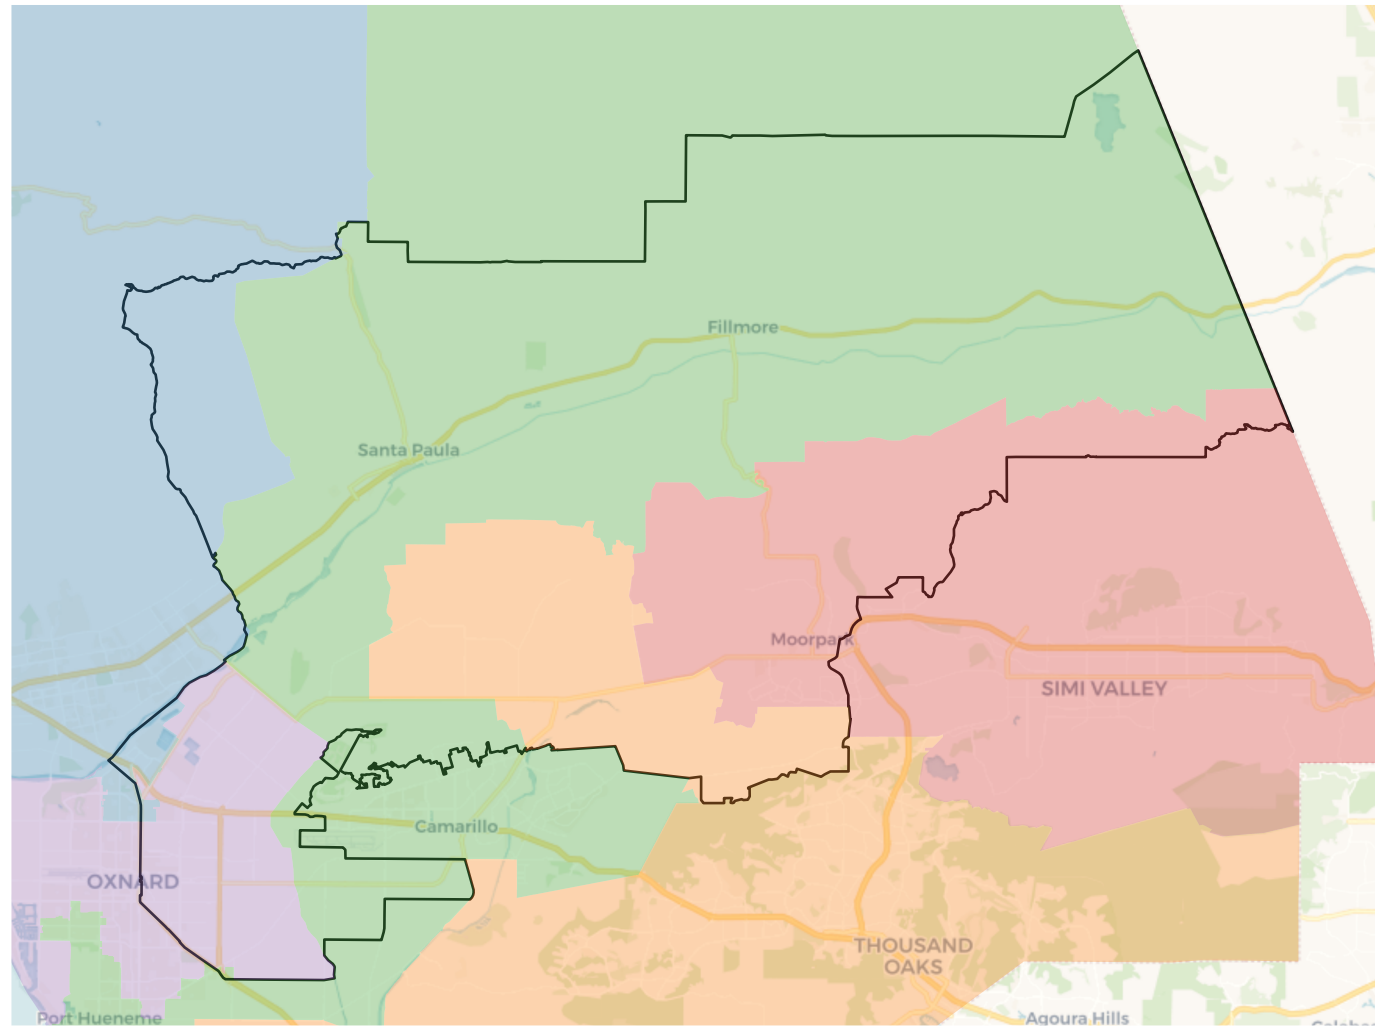 Fillmore
Santa Paula
Moorpark
SIMI VALLEY
Camarillo
OXNARD
THOUSAND
OAKS
Port Hueneme
Agoura Hills